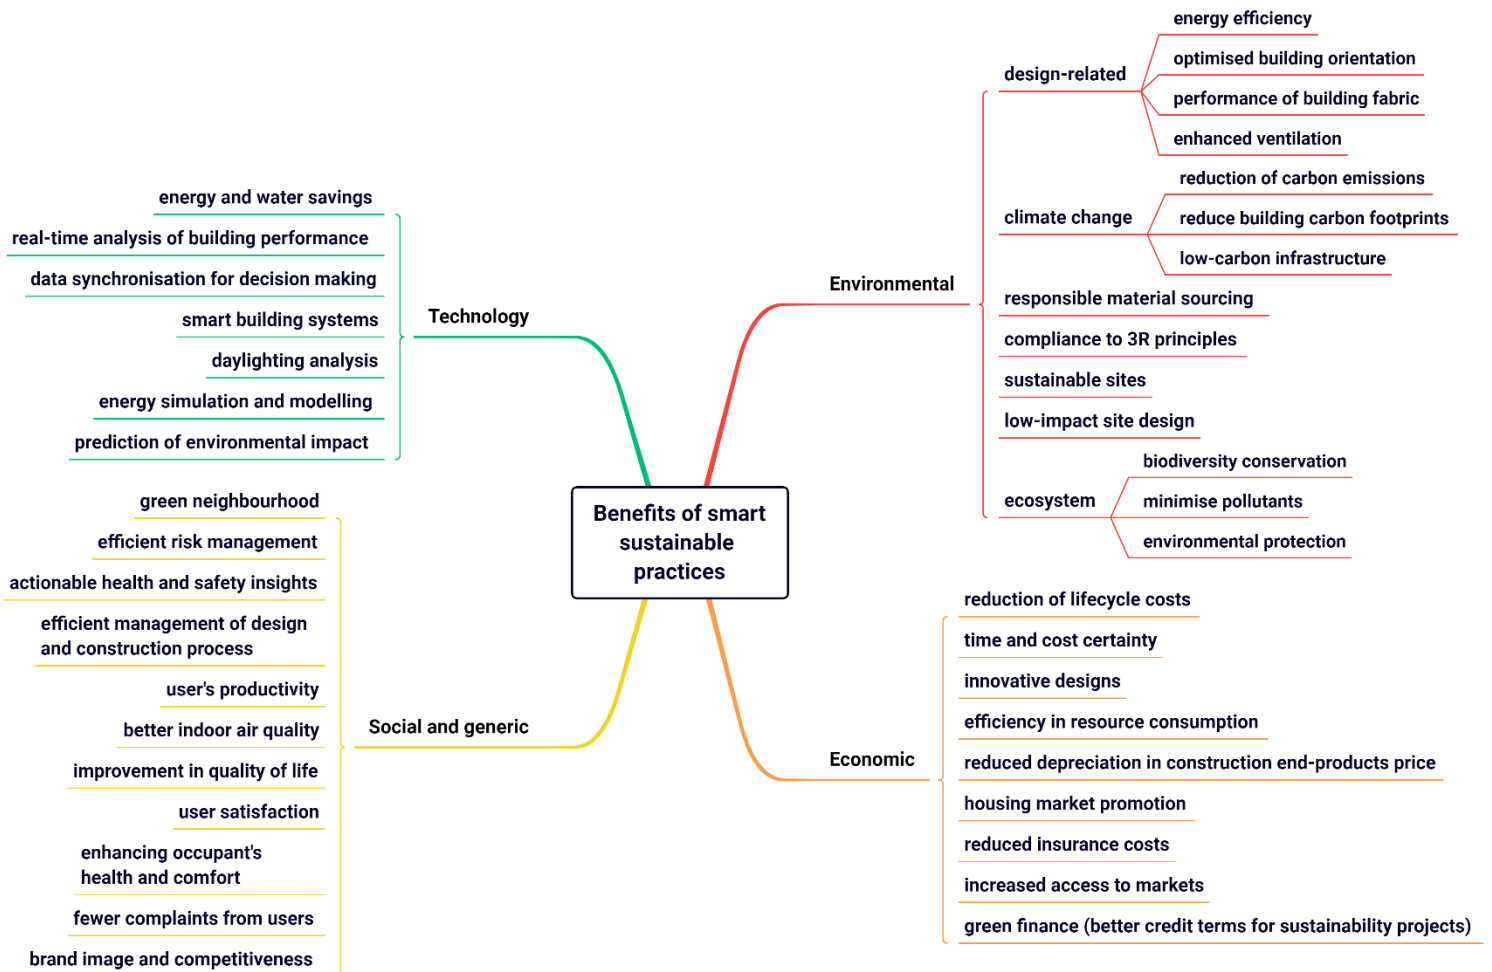 Benefits of smart
sustainable
practices
Technology
energy and water savings
real-time analysis of building performance
data synchronisation for decision making
smart building systems
daylighting analysis
energy simulation and modelling
prediction of environmental impact
Social and generic
green neighbourhood
efficient risk management
actionable health and safety insights
efficient management of design
and construction process
user's productivity
better indoor air quality
improvement in quality of life
user satisfaction
enhancing occupant's
health and comfort
fewer complaints from users
brand image and competitiveness
Environmental
design-related
energy efficiency
optimised building orientation
performance of building fabric
enhanced ventilation
climate change
reduction of carbon emissions
reduce building carbon footprints
low-carbon infrastructure
responsible material sourcing
compliance to 3R principles
sustainable sites
low-impact site design
ecosystem
biodiversity conservation
minimise pollutants
environmental protection
Economic
reduction of lifecycle costs
time and cost certainty
innovative designs
efficiency in resource consumption
reduced depreciation in construction end-products price
housing market promotion
reduced insurance costs
increased access to markets
green finance (better credit terms for sustainability projects)